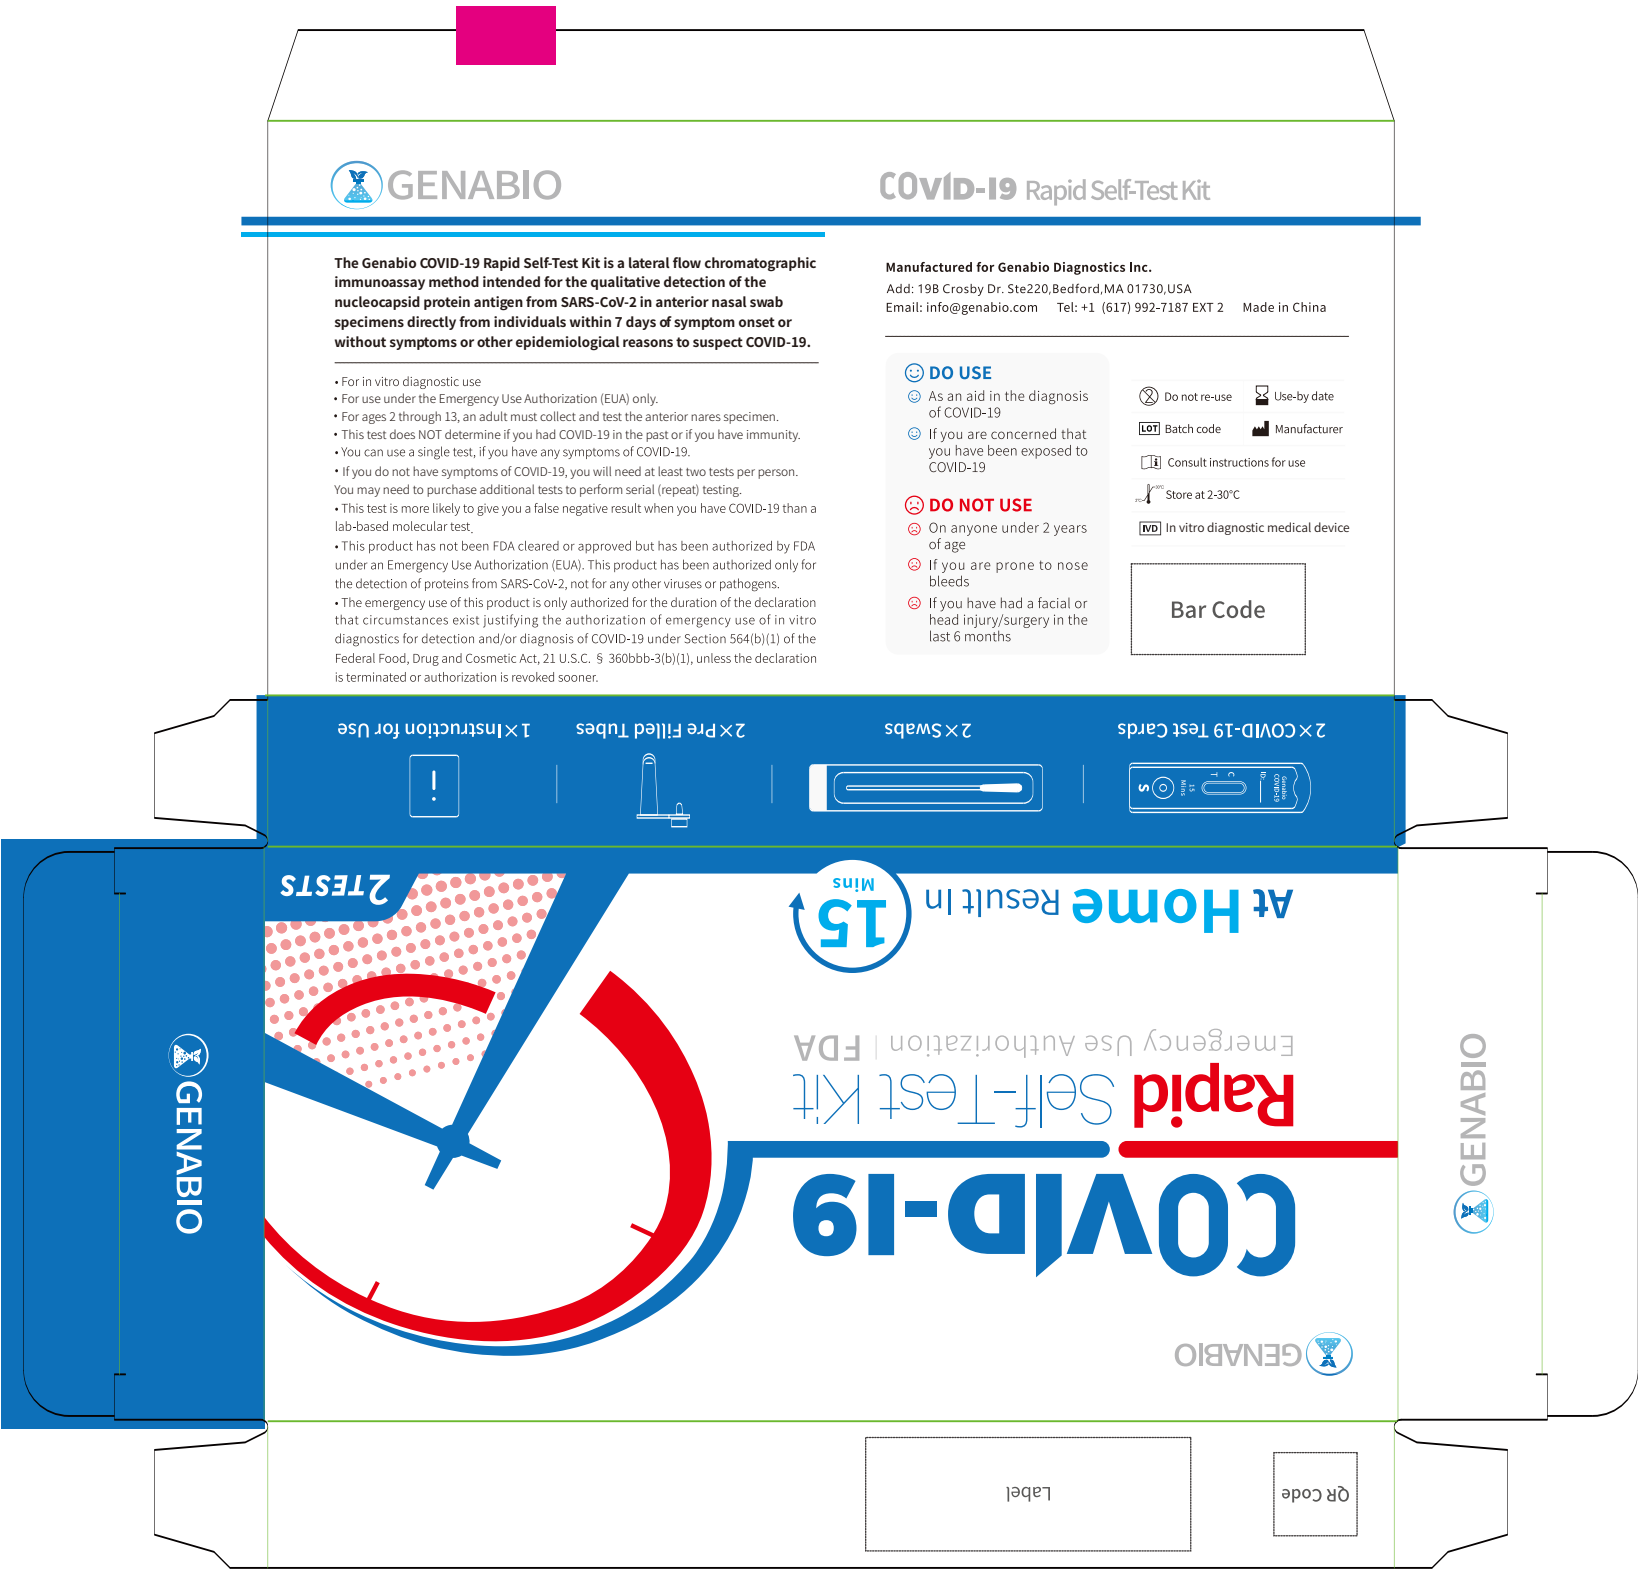 GENABIO
COVID-19 Rapid Self-Test Kit
The Genabio COVID-19 Rapid Self-Test Kit is a lateral flow chromatographic
immunoassay method intended for the qualitative detection of the
nucleocapsid protein antigen from SARS-CoV-2 in anterior nasal swab
specimens directly from individuals within 7 days of symptom onset or
without symptoms or other epidemiological reasons to suspect COVID-19.
• For in vitro diagnostic use
• For use under the Emergency Use Authorization (EUA) only.
• For ages 2 through 13, an adult must collect and test the anterior nares specimen.
• This test does NOT determine if you had COVID-19 in the past or if you have immunity.
• You can use a single test, if you have any symptoms of COVID-19.
• If you do not have symptoms of COVID-19, you will need at least two tests per person.
You may need to purchase additional tests to perform serial (repeat) testing.
• This test is more likely to give you a false negative result when you have COVID-19 than a
lab-based molecular test.
• This product has not been FDA cleared or approved but has been authorized by FDA
under an Emergency Use Authorization (EUA). This product has been authorized only for
the detection of proteins from SARS-CoV-2, not for any other viruses or pathogens.
• The emergency use of this product is only authorized for the duration of the declaration
that circumstances exist justifying the authorization of emergency use of in vitro
diagnostics for detection and/or diagnosis of COVID-19 under Section 564(b)(1) of the
Federal Food, Drug and Cosmetic Act, 21 U.S.C. § 360bbb-3(b)(1), unless the declaration
is terminated or authorization is revoked sooner.
Manufactured for Genabio Diagnostics Inc.
Add: 19B Crosby Dr. Ste220,Bedford,MA 01730,USA
Email: info@genabio.com Tel: +1 (617) 992-7187 EXT 2 Made in China
DO USE
As an aid in the diagnosis
of COVID-19
If you are concerned that
you have been exposed to
COVID-19
DO NOT USE
On anyone under 2 years
of age
If you are prone to nose
bleeds
If you have had a facial or
head injury/surgery in the
last 6 months
Do not re-use
Use-by date
LOT Batch code
Manufacturer
Consult instructions for use
2°C 30°C Store at 2-30°C
IVD In vitro diagnostic medical device
Bar Code
2×COVID-19 Test Cards
Genabio
COVID-19
ID:
C
T
15
Mins
S
2×Swabs
2×Pre Filled Tubes
1×Instruction for Use
GENABIO
COVID-19
Rapid Self-Test Kit
Emergency Use Authorization | FDA
At Home Result In 15 Mins
2 TESTS
GENABIO
GENABIO
Label
QR Code